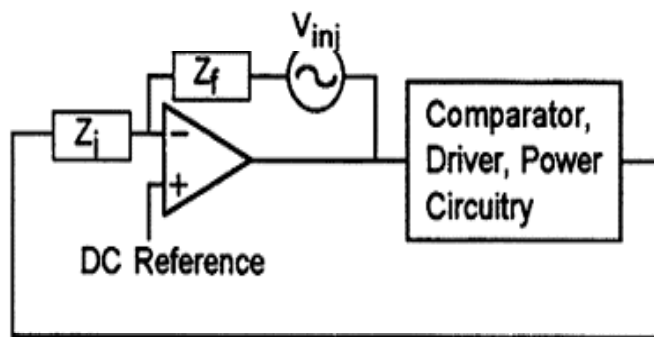 Vinj
Zf
Zi
−
+
Comparator,
Driver, Power
Circuitry
DC Reference